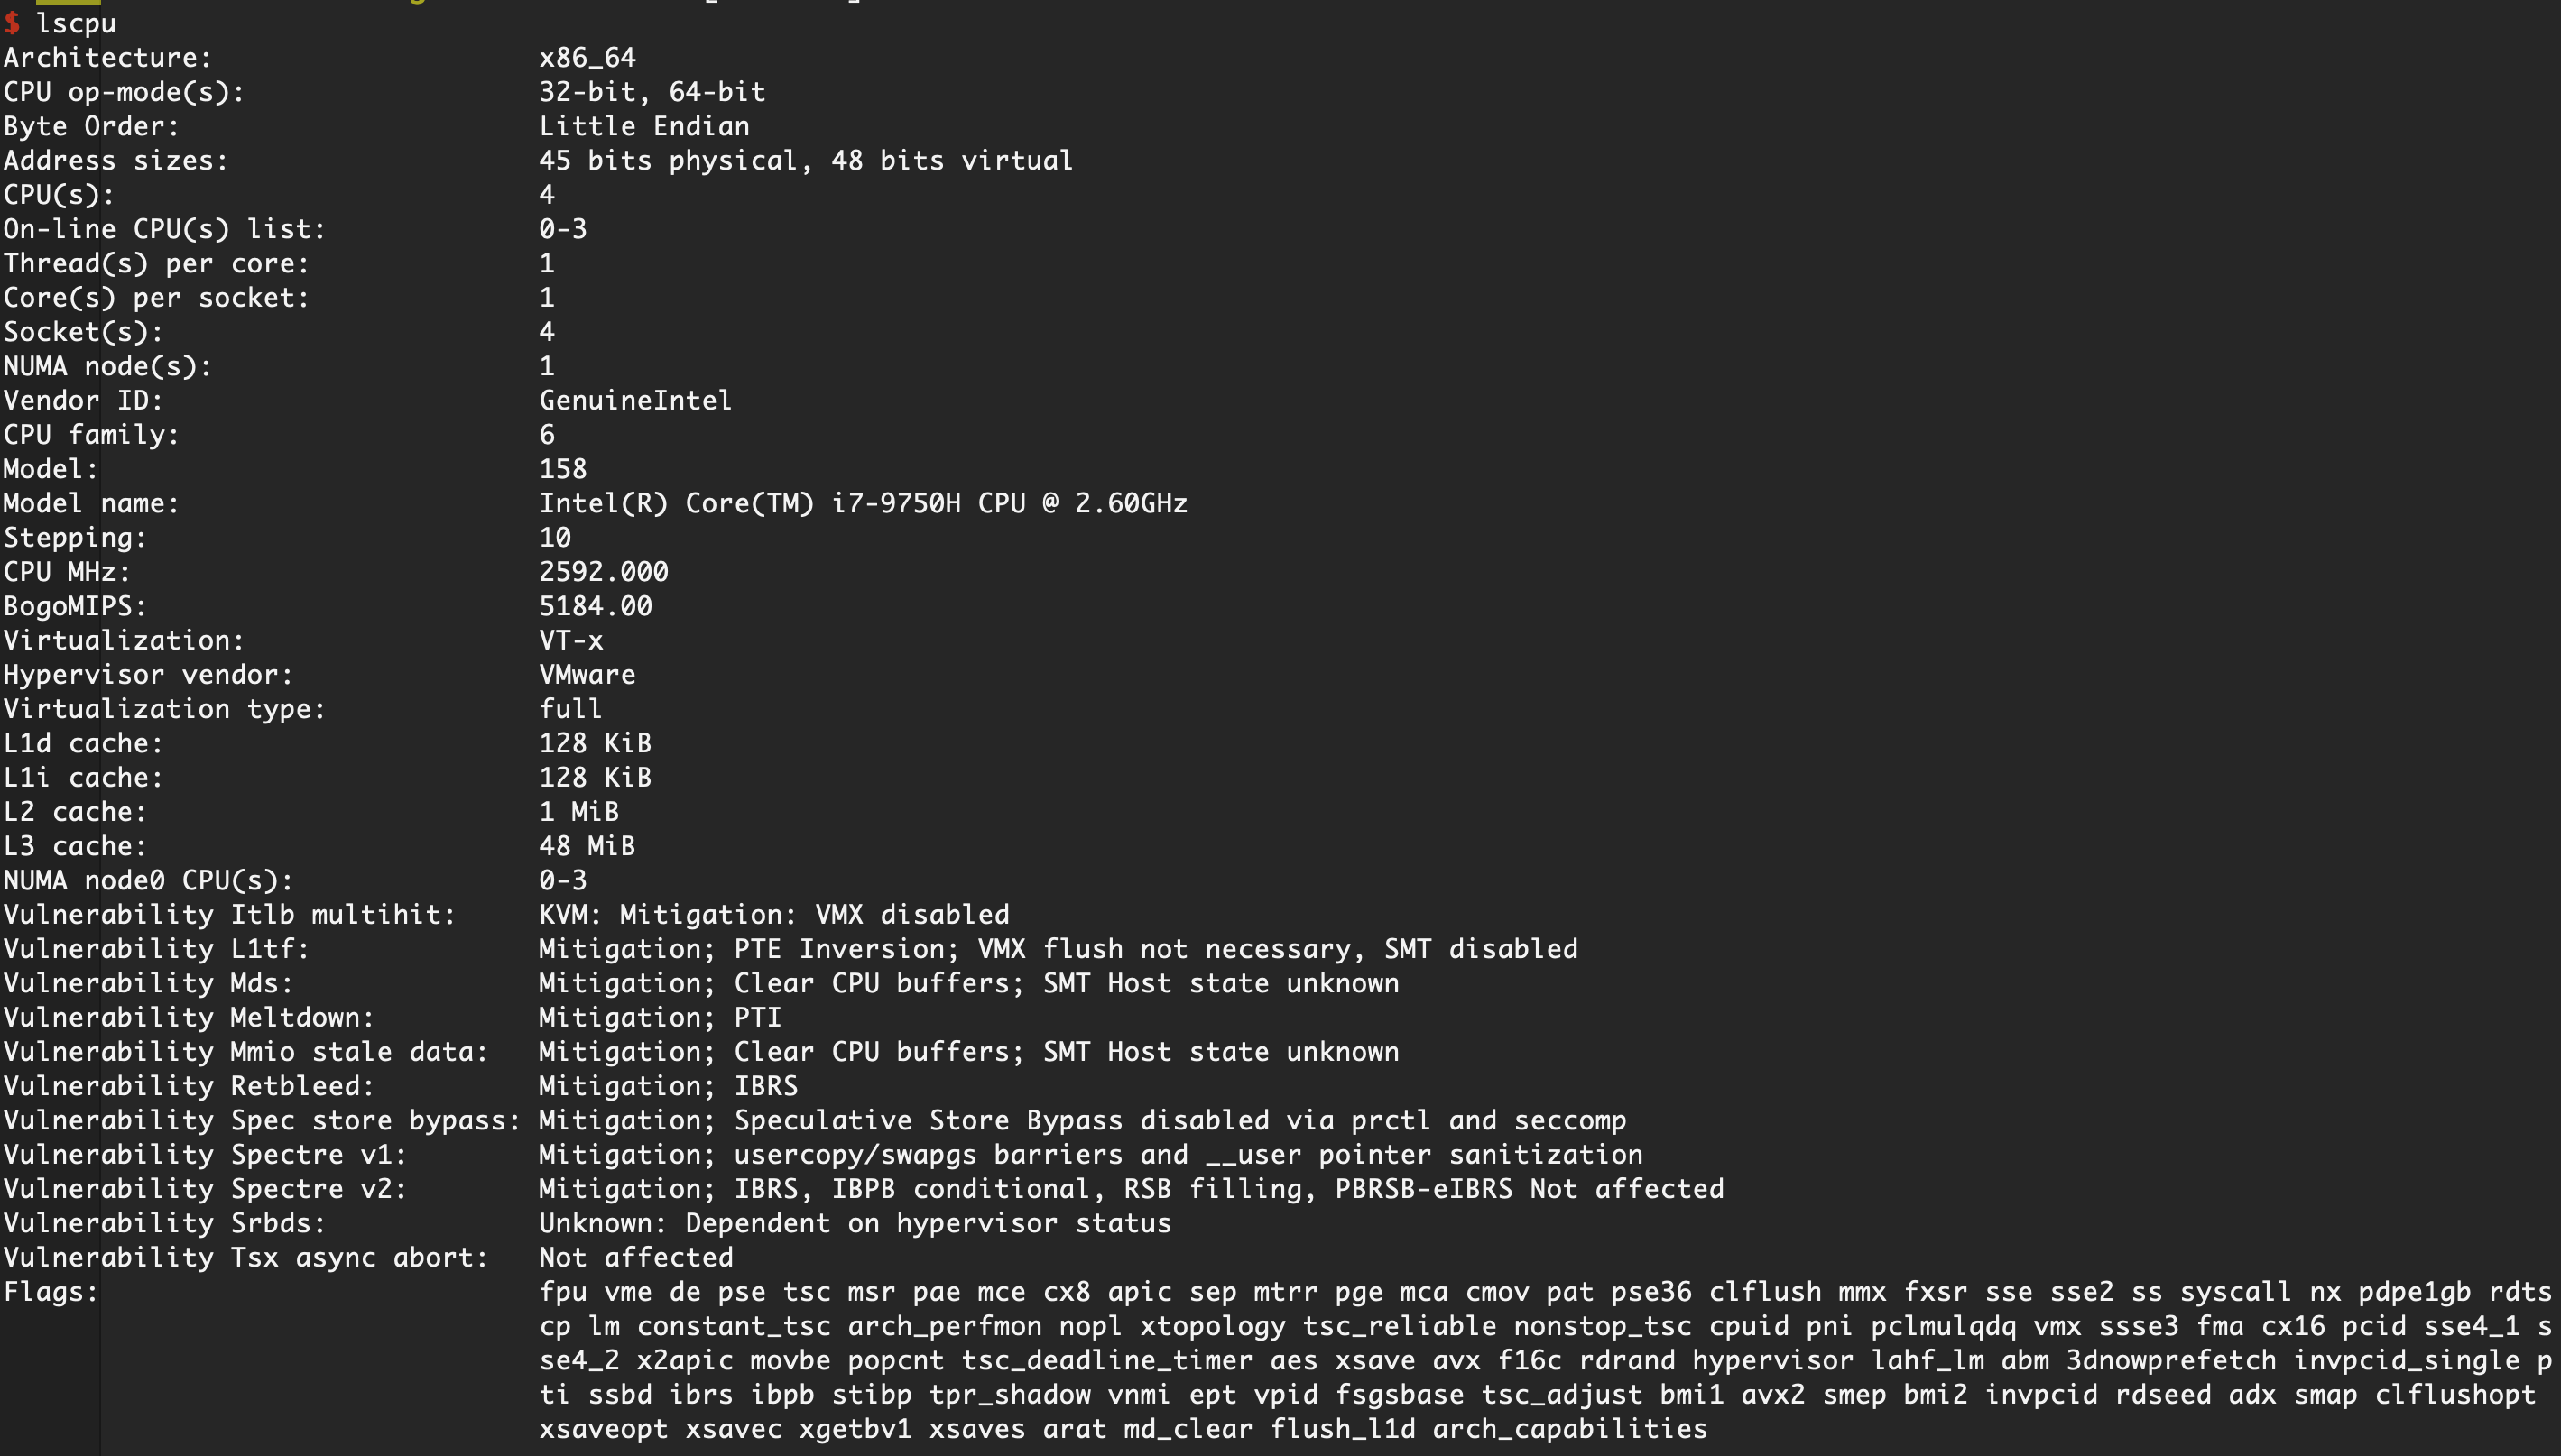 $ lscpu
Architecture: x86_64
CPU op-mode(s): 32-bit, 64-bit
Byte Order: Little Endian
Address sizes: 45 bits physical, 48 bits virtual
CPU(s): 4
On-line CPU(s) list: 0-3
Thread(s) per core: 1
Core(s) per socket: 1
Socket(s): 4
NUMA node(s): 1
Vendor ID: GenuineIntel
CPU family: 6
Model: 158
Model name: Intel(R) Core(TM) i7-9750H CPU @ 2.60GHz
Stepping: 10
CPU MHz: 2592.000
BogoMIPS: 5184.00
Virtualization: VT-x
Hypervisor vendor: VMware
Virtualization type: full
L1d cache: 128 KiB
L1i cache: 128 KiB
L2 cache: 1 MiB
L3 cache: 48 MiB
NUMA node0 CPU(s): 0-3
Vulnerability Itlb multihit: KVM: Mitigation: VMX disabled
Vulnerability L1tf: Mitigation; PTE Inversion; VMX flush not necessary, SMT disabled
Vulnerability Mds: Mitigation; Clear CPU buffers; SMT Host state unknown
Vulnerability Meltdown: Mitigation; PTI
Vulnerability Mmio stale data: Mitigation; Clear CPU buffers; SMT Host state unknown
Vulnerability Retbleed: Mitigation; IBRS
Vulnerability Spec store bypass: Mitigation; Speculative Store Bypass disabled via prctl and seccomp
Vulnerability Spectre v1: Mitigation; usercopy/swapgs barriers and __user pointer sanitization
Vulnerability Spectre v2: Mitigation; IBRS, IBPB conditional, RSB filling, PBRSB-eIBRS Not affected
Vulnerability Srbds: Unknown: Dependent on hypervisor status
Vulnerability Tsx async abort: Not affected
Flags: fpu vme de pse tsc msr pae mce cx8 apic sep mtrr pge mca cmov pat pse36 clflush mmx fxsr sse sse2 ss syscall nx pdpe1gb rdts
cp lm constant_tsc arch_perfmon nopl xtopology tsc_reliable nonstop_tsc cpuid pni pclmulqdq vmx ssse3 fma cx16 pcid sse4_1 s
se4_2 x2apic movbe popcnt tsc_deadline_timer aes xsave avx f16c rdrand hypervisor lahf_lm abm 3dnowprefetch invpcid_single p
ti ssbd ibrs ibpb stibp tpr_shadow vnmi ept vpid fsgsbase tsc_adjust bmi1 avx2 smep bmi2 invpcid rdseed adx smap clflushopt
xsaveopt xsavec xgetbv1 xsaves arat md_clear flush_l1d arch_capabilities